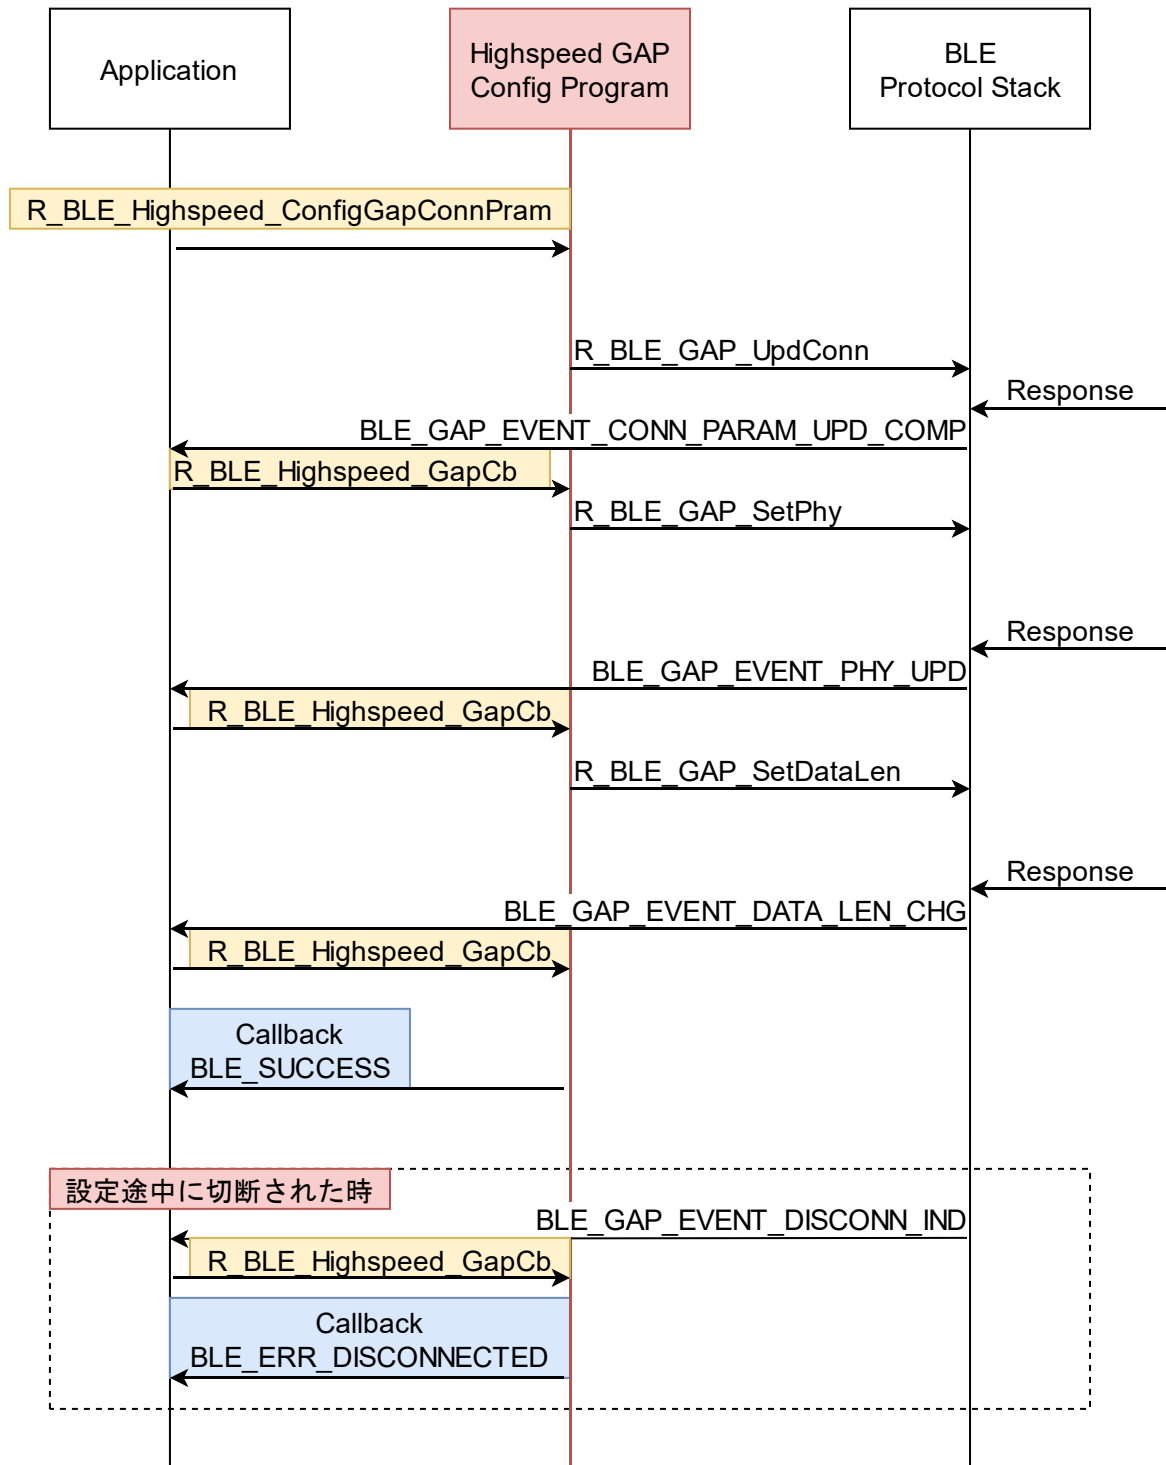 Application
Highspeed GAP
Config Program
BLE
Protocol Stack
R_BLE_Highspeed_ConfigGapConnPram
R_BLE_GAP_UpdConn
Response
BLE_GAP_EVENT_CONN_PARAM_UPD_COMP
R_BLE_Highspeed_GapCb
R_BLE_GAP_SetPhy
Response
BLE_GAP_EVENT_PHY_UPD
R_BLE_Highspeed_GapCb
R_BLE_GAP_SetDataLen
Response
BLE_GAP_EVENT_DATA_LEN_CHG
R_BLE_Highspeed_GapCb
Callback
BLE_SUCCESS
設定途中に切断された時
BLE_GAP_EVENT_DISCONN_IND
R_BLE_Highspeed_GapCb
Callback
BLE_ERR_DISCONNECTED